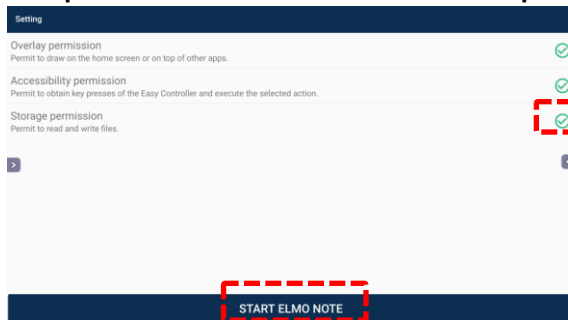 Setting
Overlay permission
Permit to draw on the home screen or on top of other apps.
Accessibility permission
Permit to obtain key presses of the Easy Controller and execute the selected action.
Storage permission
Permit to read and write files.
START ELMO NOTE